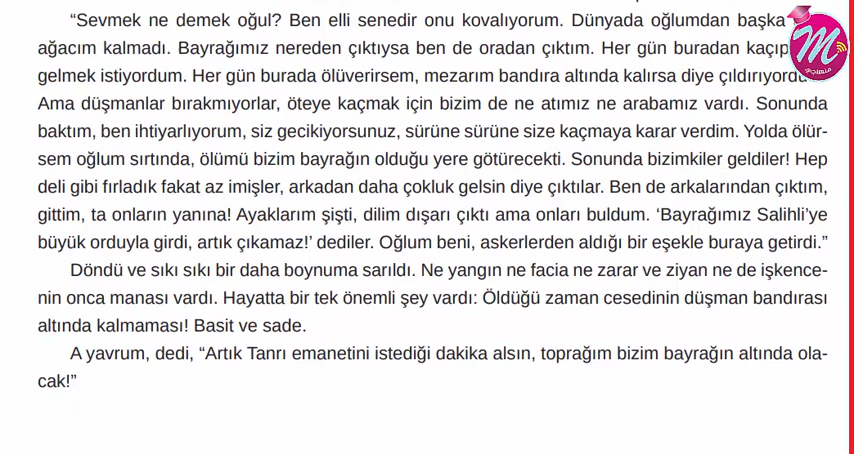 “Sevmek ne demek oğul? Ben elli senedir onu kovalıyorum. Dünyada oğlumdan başka
ağacım kalmadı. Bayrağımız nereden çıktıysa ben de oradan çıktım. Her gün buradan
gelmek istiyordum. Her gün burada ölüverirsem, mezarım bandıra altında kalırsa diye
Ama düşmanlar bırakmıyorlar, öteye kaçmak için bizim de ne atımız ne arabamız vardı. Sonunda
baktım, ben ihtiyarlıyorum, siz gecikiyorsunuz, sürüne sürüne size kaçmaya karar verdim. Yolda ölür-
sem oğlum sırtında, ölümü bizim bayrağın olduğu yere götürecekti. Sonunda bizimkiler geldiler! Hep
deli gibi fırladık fakat az imişler, arkadan daha çokluk gelsin diye çıktılar. Ben de arkalarından çıktım,
gittim, ta onların yanına! Ayaklarım şişti, dilim dışarı çıktı ama onları buldum. ‘Bayrağımız Salihli’ye
büyük orduyla girdi, artık çıkamaz!’ dediler. Oğlum beni, askerlerden aldığı bir eşekle buraya getirdi.”
Döndü ve sıkı sıkı bir daha boynuma sarıldı. Ne yangın ne facia ne zarar ve ziyan ne de işkence-
nin onca manası vardı. Hayatta bir tek önemli şey vardı: Öldüğü zaman cesedinin düşman bandırası
altında kalmaması! Basit ve sade.
A yavrum, dedi, “Artık Tanrı emanetini istediği dakika alsın, toprağım bizim bayrağın altında ola-
cak!”